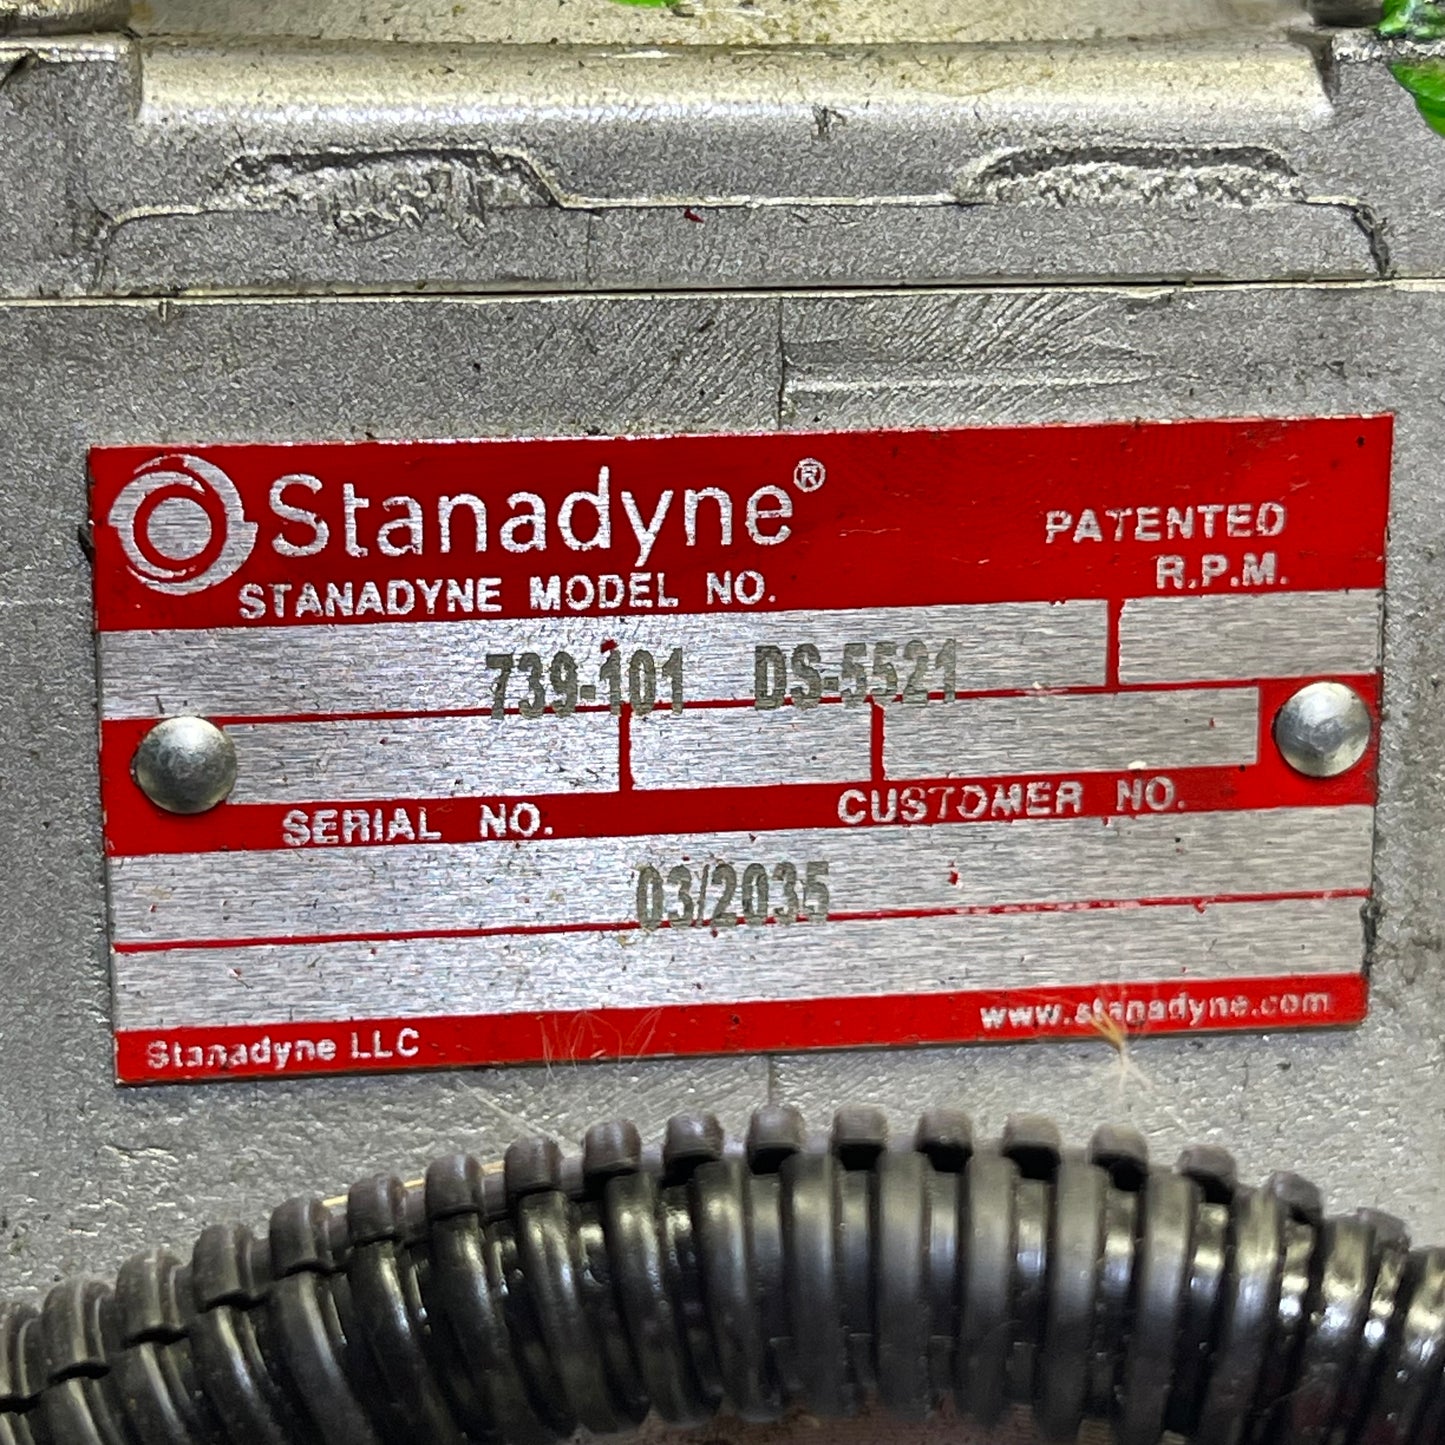 Stanadyne®
PATENTED
STANADYNE MODEL NO.
R.P.M.
739-101 DS-5521
SERIAL NO.
CUSTOMER NO.
03/2035
Stanadyne LLC
www.stanadyne.com